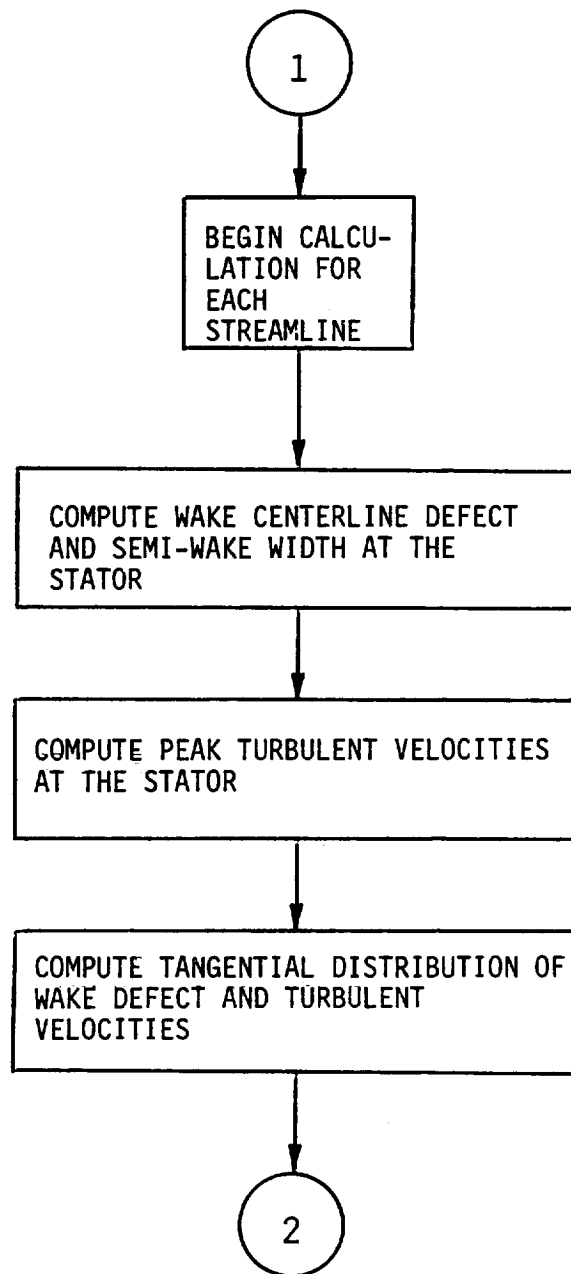 1
BEGIN CALCU-
LATION FOR
EACH
STREAMLINE
COMPUTE WAKE CENTERLINE DEFECT
AND SEMI-WAKE WIDTH AT THE
STATOR
COMPUTE PEAK TURBULENT VELOCITIES
AT THE STATOR
COMPUTE TANGENTIAL DISTRIBUTION OF
WAKE DEFECT AND TURBULENT
VELOCITIES
2